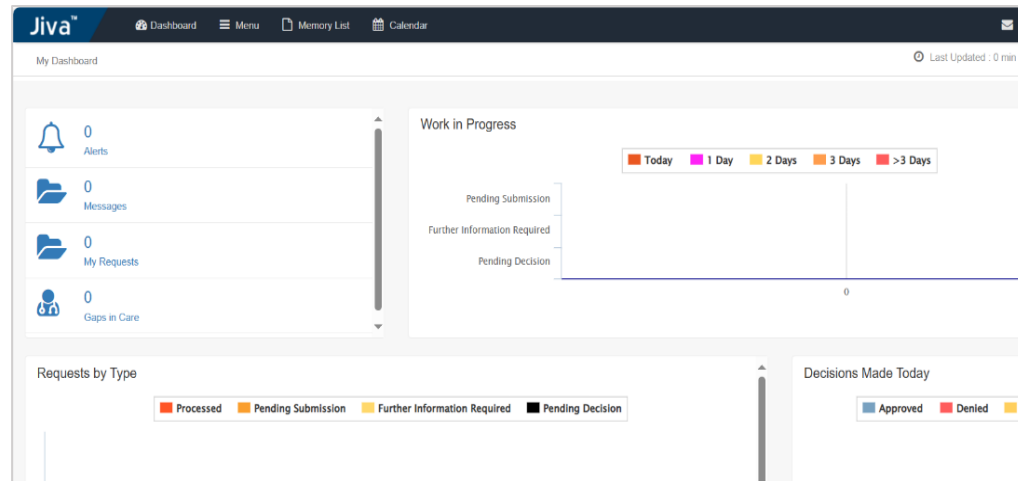 Jiva™ Dashboard Menu Memory List Calendar
My Dashboard Last Updated : 0 min
0
Alerts
0
Messages
0
My Requests
0
Gaps in Care
Work in Progress
Today 1 Day 2 Days 3 Days >3 Days
Pending Submission
Further Information Required
Pending Decision
0
Requests by Type
Processed Pending Submission Further Information Required Pending Decision
Decisions Made Today
Approved Denied